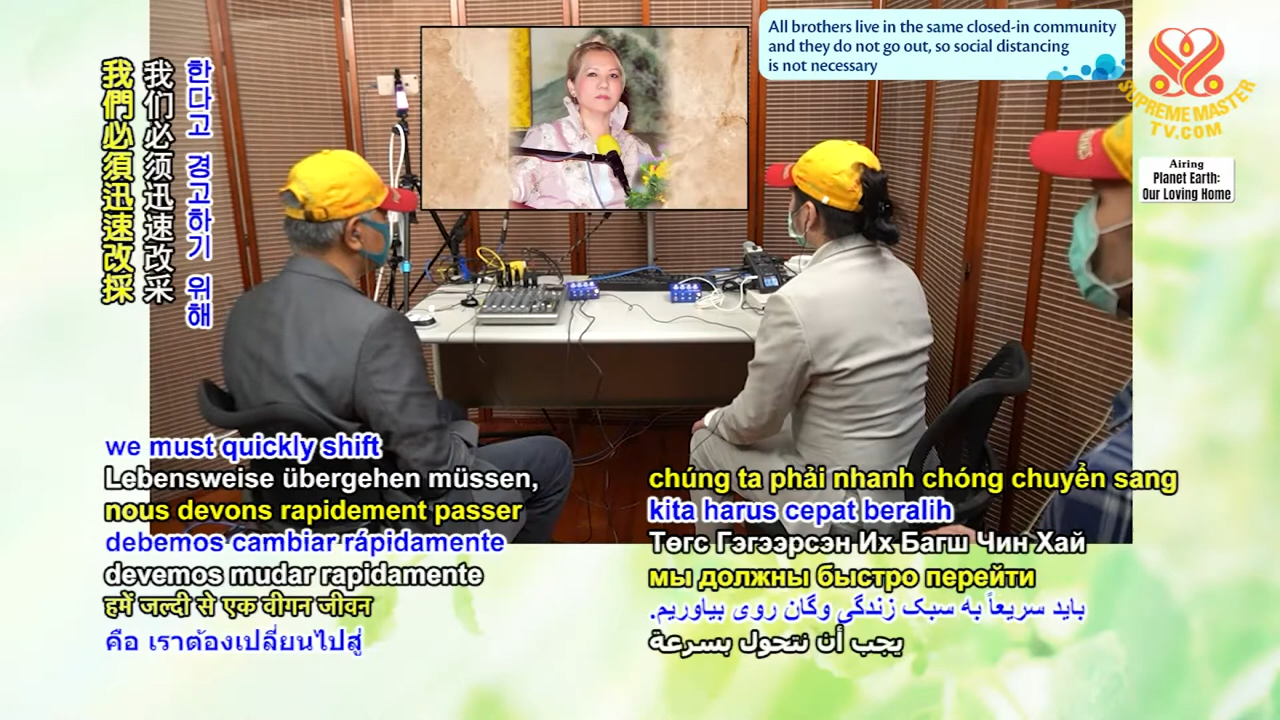 All brothers live in the same closed-in community
and they do not go out, so social distancing
is not necessary
SUPREME MASTER
TV.COM
Airing
Planet Earth:
Our Loving Home
我們必須迅速改採
我们必须迅速改采
한다고 경고하기 위해
we must quickly shift
Lebensweise übergehen müssen,
nous devons rapidement passer
debemos cambiar rápidamente
devemos mudar rapidamente
हमें जल्दी से एक वीगन जीवन
คือ เราต้องเปลี่ยนไปสู่
chúng ta phải nhanh chóng chuyển sang
kita harus cepat beralih
Төгс Гэгээрсэн Их Багш Чин Хай
мы должны быстро перейти
باید سریعاً به سبک زندگی وگان روی بیاوریم.
يجب أن نتحول بسرعة